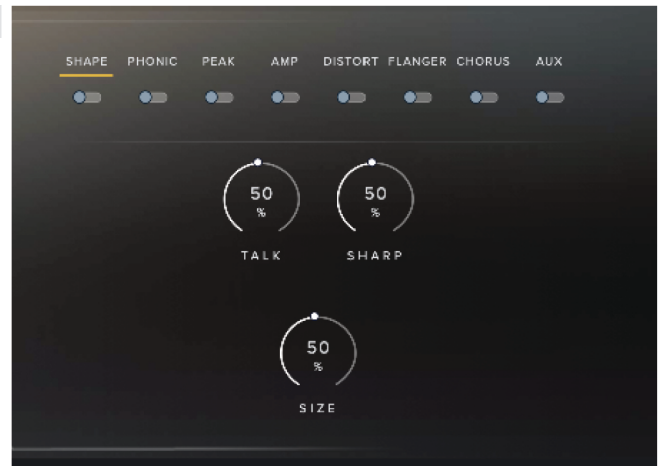 SHAPE PHONIC PEAK AMP DISTORT FLANGER CHORUS AUX
50 50
% %
TALK SHARP
50
%
SIZE